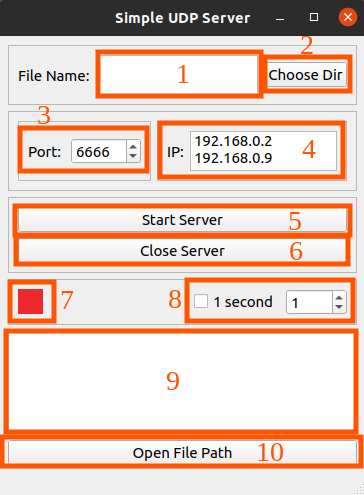 Simple UDP Server
2
File Name:
1
Choose Dir
3
Port: 6666
IP:
192.168.0.2
192.168.0.9
4
Start Server
5
Close Server
6
7
8
1 second
1
9
Open File Path
10